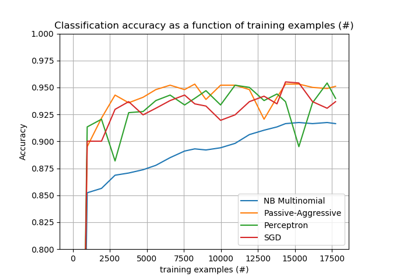 Classification accuracy as a function of training examples (#)
1.000
0.975
0.950
0.925
0.900
0.875
0.850
0.825
0.800
Accuracy
NB Multinomial
Passive-Aggressive
Perceptron
SGD
0 2500 5000 7500 10000 12500 15000 17500
training examples (#)